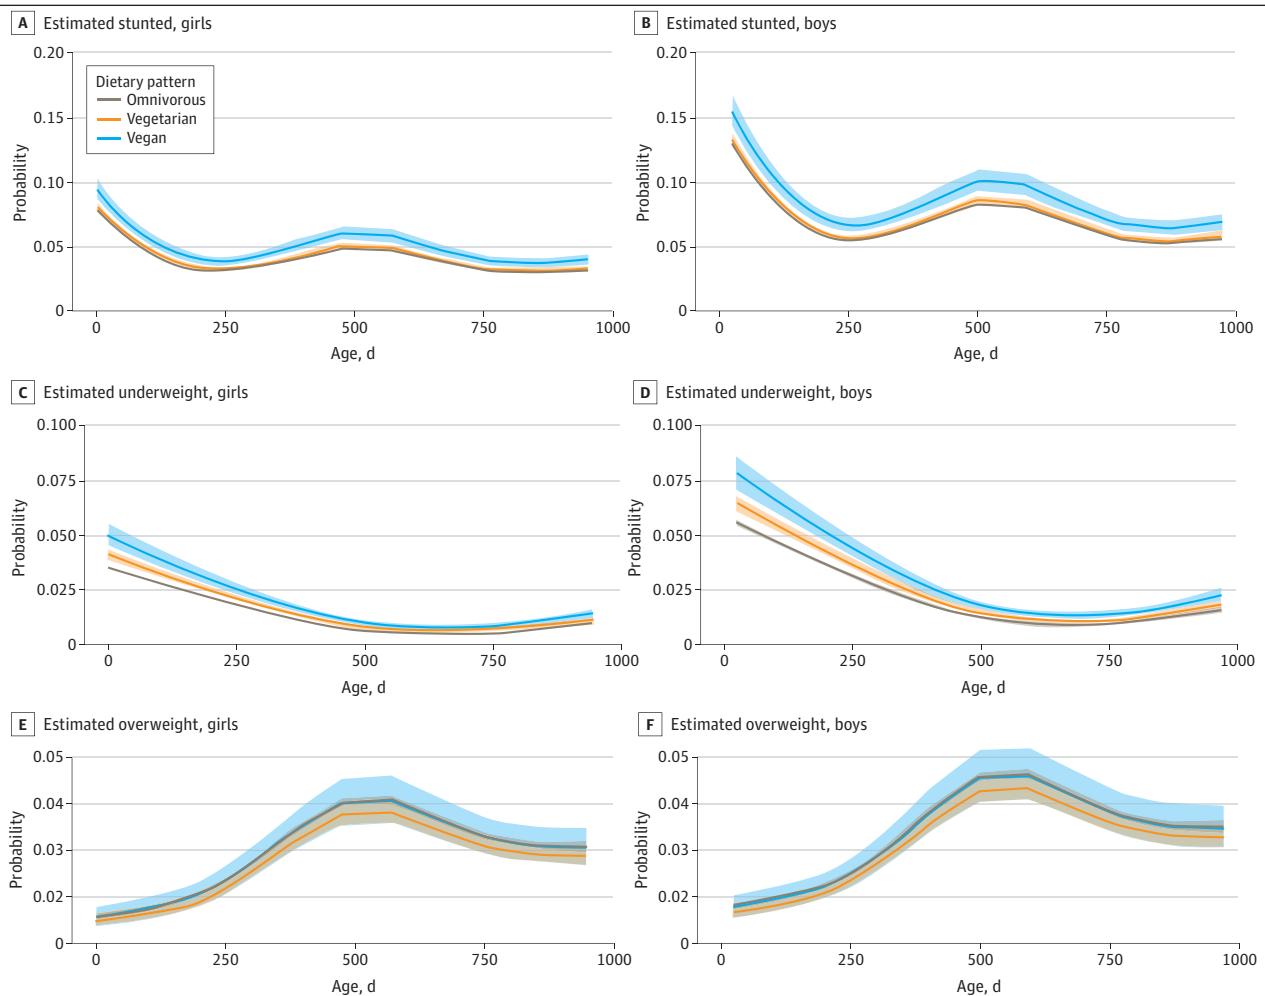 A Estimated stunted, girls
0.20
0.15
0.10
0.05
0
Probability
Dietary pattern
Omnivorous
Vegetarian
Vegan
0 250 500 750 1000
Age, d
B Estimated stunted, boys
0.20
0.15
0.10
0.05
0
Probability
0 250 500 750 1000
Age, d
C Estimated underweight, girls
0.100
0.075
0.050
0.025
0
Probability
0 250 500 750 1000
Age, d
D Estimated underweight, boys
0.100
0.075
0.050
0.025
0
Probability
0 250 500 750 1000
Age, d
E Estimated overweight, girls
0.05
0.04
0.03
0.02
0
Probability
0 250 500 750 1000
Age, d
F Estimated overweight, boys
0.05
0.04
0.03
0.02
0
Probability
0 250 500 750 1000
Age, d